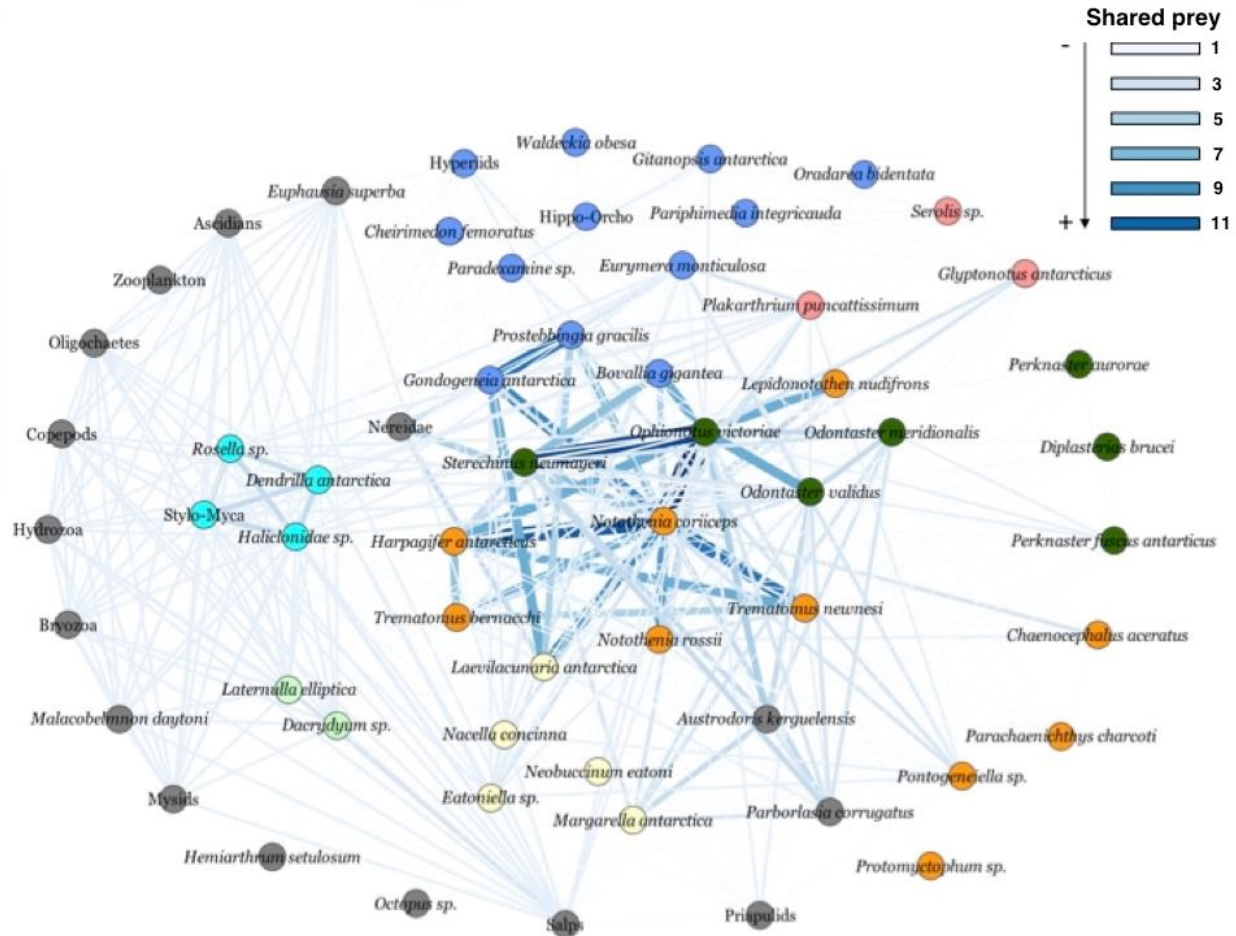 Shared prey
-
1
3
5
7
9
+
11
Waldeckia obesa
Hyperiids
Gitanopsis antarctica
Oradarea bidentata
Euphausia superba
Ascidians
Hippo-Orcho
Pariphimedia integricauda
Serolis sp.
Cheirimedon femoratus
Zooplankton
Paradexamine sp.
Eurymera monticulosa
Glyptonotus antarcticus
Plakarthrium puncattissimum
Oligochaetes
Prostebbingia gracilis
Perknaster aurorae
Gondogeneia antarctica
Bovallia gigantea
Lepidonotothen nudifrons
Copepods
Nereidae
Ophionotus victoriae
Odontaster meridionalis
Rosella sp.
Diplasterias brucei
Sterechinus neumayeri
Dendrilla antarctica
Odontaster validus
Stylo-Myca
Notothenia coriiceps
Hydrozoa
Haliclonidae sp.
Harpagifer antarcticus
Perknaster fuscus antarticus
Trematomus bernacchi
Trematomus newnesi
Bryozoa
Notothenia rossii
Chaenocephalus aceratus
Laevilacunaria antarctica
Laternulla elliptica
Malacobelmnon daytoni
Dacrydyum sp.
Nacella concinna
Austrodoris kerguelensis
Parachaenichthys charcoti
Neobuccinum eatoni
Pontogeneiella sp.
Mysids
Eatoniella sp.
Margarella antarctica
Parborlasia corrugatus
Hemiarthrum setulosum
Protomyctophum sp.
Octopus sp.
Salps
Priapulids